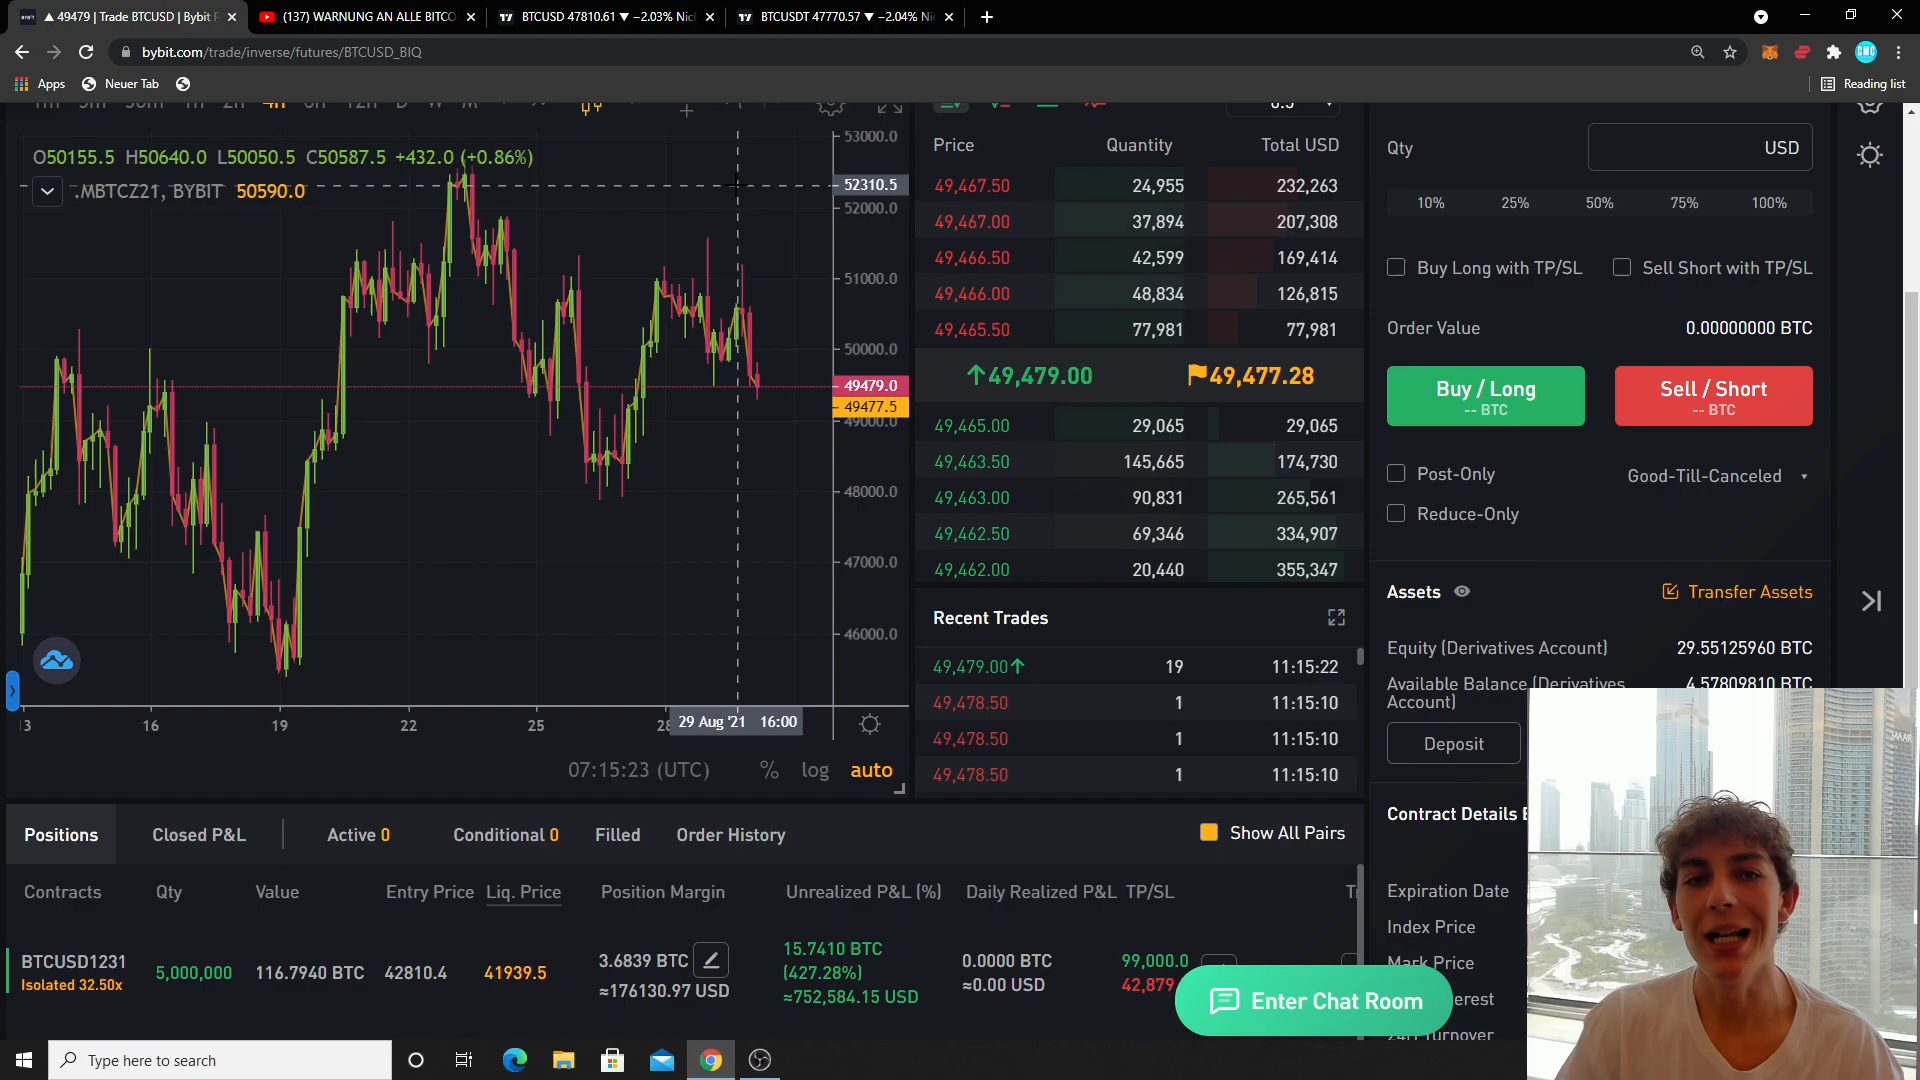 ▲ 49479 | Trade BTCUSD | Bybit
(137) WARNUNG AN ALLE BITCO
BTCUSD 47810.61 ▼ −2.03%
BTCUSDT 47770.57 ▼ −2.04%
bybit.com/trade/inverse/futures/BTCUSD_BIQ
Apps
Neuer Tab
Reading list
O50155.5 H50640.0 L50050.5 C50587.5 +432.0 (+0.86%)
.MBTCZ21, BYBIT 50590.0
53000.0
52310.5
52000.0
51000.0
50000.0
49479.0
49477.5
49000.0
48000.0
47000.0
46000.0
16
19
22
25
29 Aug '21 16:00
07:15:23 (UTC)
%
log
auto
Price Quantity Total USD
49,467.50 24,955 232,263
49,467.00 37,894 207,308
49,466.50 42,599 169,414
49,466.00 48,834 126,815
49,465.50 77,981 77,981
↑49,479.00 49,477.28
49,465.00 29,065 29,065
49,463.50 145,665 174,730
49,463.00 90,831 265,561
49,462.50 69,346 334,907
49,462.00 20,440 355,347
Recent Trades
49,479.00↑ 19 11:15:22
49,478.50 1 11:15:10
49,478.50 1 11:15:10
49,478.50 1 11:15:10
Qty USD
10% 25% 50% 75% 100%
Buy Long with TP/SL Sell Short with TP/SL
Order Value 0.00000000 BTC
Buy / Long
-- BTC
Sell / Short
-- BTC
Post-Only Good-Till-Canceled
Reduce-Only
Assets Transfer Assets
Equity (Derivatives Account) 29.55125960 BTC
Available Balance (Derivatives 4.57809810 BTC
Account)
Deposit
Contract Details
Expiration Date
Index Price
Mark Price
Positions Closed P&L Active 0 Conditional 0 Filled Order History Show All Pairs
Contracts Qty Value Entry Price Liq. Price Position Margin Unrealized P&L (%) Daily Realized P&L TP/SL
BTCUSD1231
Isolated 32.50x
5,000,000
116.7940 BTC
42810.4
41939.5
3.6839 BTC
≈176130.97 USD
15.7410 BTC
(427.28%)
≈752,584.15 USD
0.0000 BTC
≈0.00 USD
99,000.0
42,879
Enter Chat Room
Type here to search